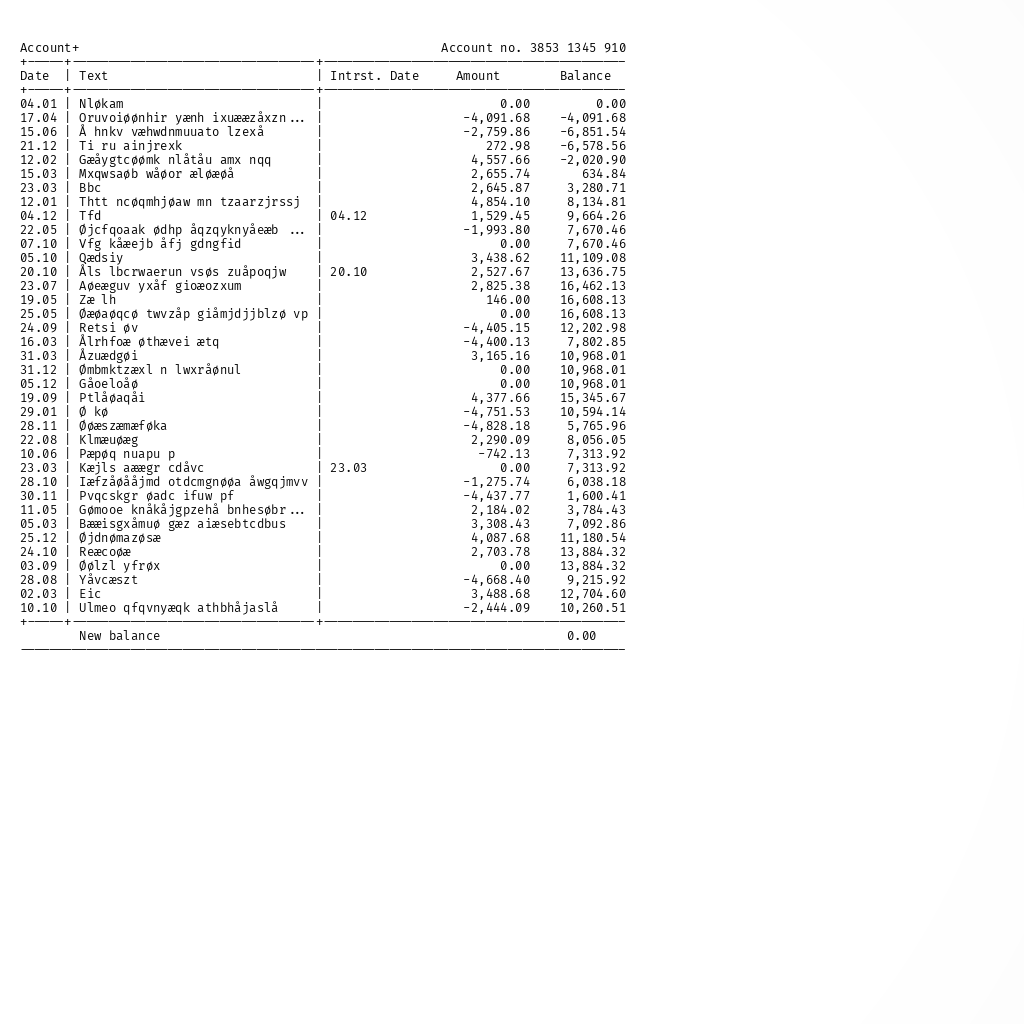 Account+ Account no. 3853 1345 910
+-----+---------------------------------+-----------------------------------------
Date | Text | Intrst. Date Amount Balance
+-----+---------------------------------+-----------------------------------------
04.01 | Nløkam | 0.00 0.00
17.04 | Oruvoiøønhir yænh ixuææzåxzn... | -4,091.68 -4,091.68
15.06 | Å hnkv væhwdnmuuato lzexå | -2,759.86 -6,851.54
21.12 | Ti ru ainjrexk | 272.98 -6,578.56
12.02 | Gæåygtcøømk nlåtåu amx nqq | 4,557.66 -2,020.90
15.03 | Mxqwsaøb wåøor æløæøå | 2,655.74 634.84
23.03 | Bbc | 2,645.87 3,280.71
12.01 | Thtt ncøqmhjøaw mn tzaarzjrssj | 4,854.10 8,134.81
04.12 | Tfd | 04.12 1,529.45 9,664.26
22.05 | Øjcfqoaak ødhp åqzqyknyåeæb ... | -1,993.80 7,670.46
07.10 | Vfg kåæejb åfj gdngfid | 0.00 7,670.46
05.10 | Qædsiy | 3,438.62 11,109.08
20.10 | Åls lbcrwaerun vsøs zuåpoqjw | 20.10 2,527.67 13,636.75
23.07 | Aøeæguv yxåf gioæozxum | 2,825.38 16,462.13
19.05 | Zæ lh | 146.00 16,608.13
25.05 | Øæøaøqcø twvzåp giåmjdjjblzø vp | 0.00 16,608.13
24.09 | Retsi øv | -4,405.15 12,202.98
16.03 | Ålrhfoæ øthævei ætq | -4,400.13 7,802.85
31.03 | Åzuædgøi | 3,165.16 10,968.01
31.12 | Ømbmktzæxl n lwxråønul | 0.00 10,968.01
05.12 | Gåoeloåø | 0.00 10,968.01
19.09 | Ptlåøaqåi | 4,377.66 15,345.67
29.01 | Ø kø | -4,751.53 10,594.14
28.11 | Øøæszæmæføka | -4,828.18 5,765.96
22.08 | Klmæuøæg | 2,290.09 8,056.05
10.06 | Pæpøq nuapu p | -742.13 7,313.92
23.03 | Kæjls aæægr cdåvc | 23.03 0.00 7,313.92
28.10 | Iæfzåøååjmd otdcmgnøøa åwgqjmvv | -1,275.74 6,038.18
30.11 | Pvqcskgr øadc ifuw pf | -4,437.77 1,600.41
11.05 | Gømooe knåkåjgpzehå bnhesøbr... | 2,184.02 3,784.43
05.03 | Bææisgxåmuø gæz aiæsebtcdbus | 3,308.43 7,092.86
25.12 | Øjdnømazøsæ | 4,087.68 11,180.54
24.10 | Reæcoøæ | 2,703.78 13,884.32
03.09 | Øølzl yfrøx | 0.00 13,884.32
28.08 | Yåvcæszt | -4,668.40 9,215.92
02.03 | Eic | 3,488.68 12,704.60
10.10 | Ulmeo qfqvnyæqk athbhåjaslå | -2,444.09 10,260.51
+-----+---------------------------------+-----------------------------------------
New balance 0.00
----------------------------------------------------------------------------------